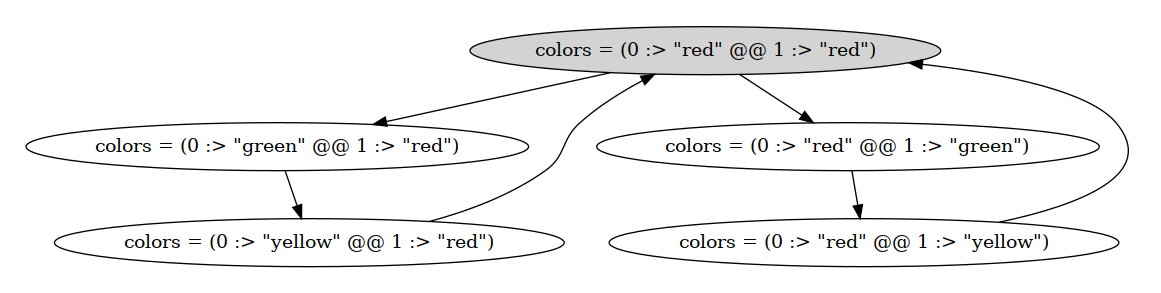 colors = (0 :> "red" @@ 1 :> "red")
colors = (0 :> "green" @@ 1 :> "red")
colors = (0 :> "red" @@ 1 :> "green")
colors = (0 :> "yellow" @@ 1 :> "red")
colors = (0 :> "red" @@ 1 :> "yellow")